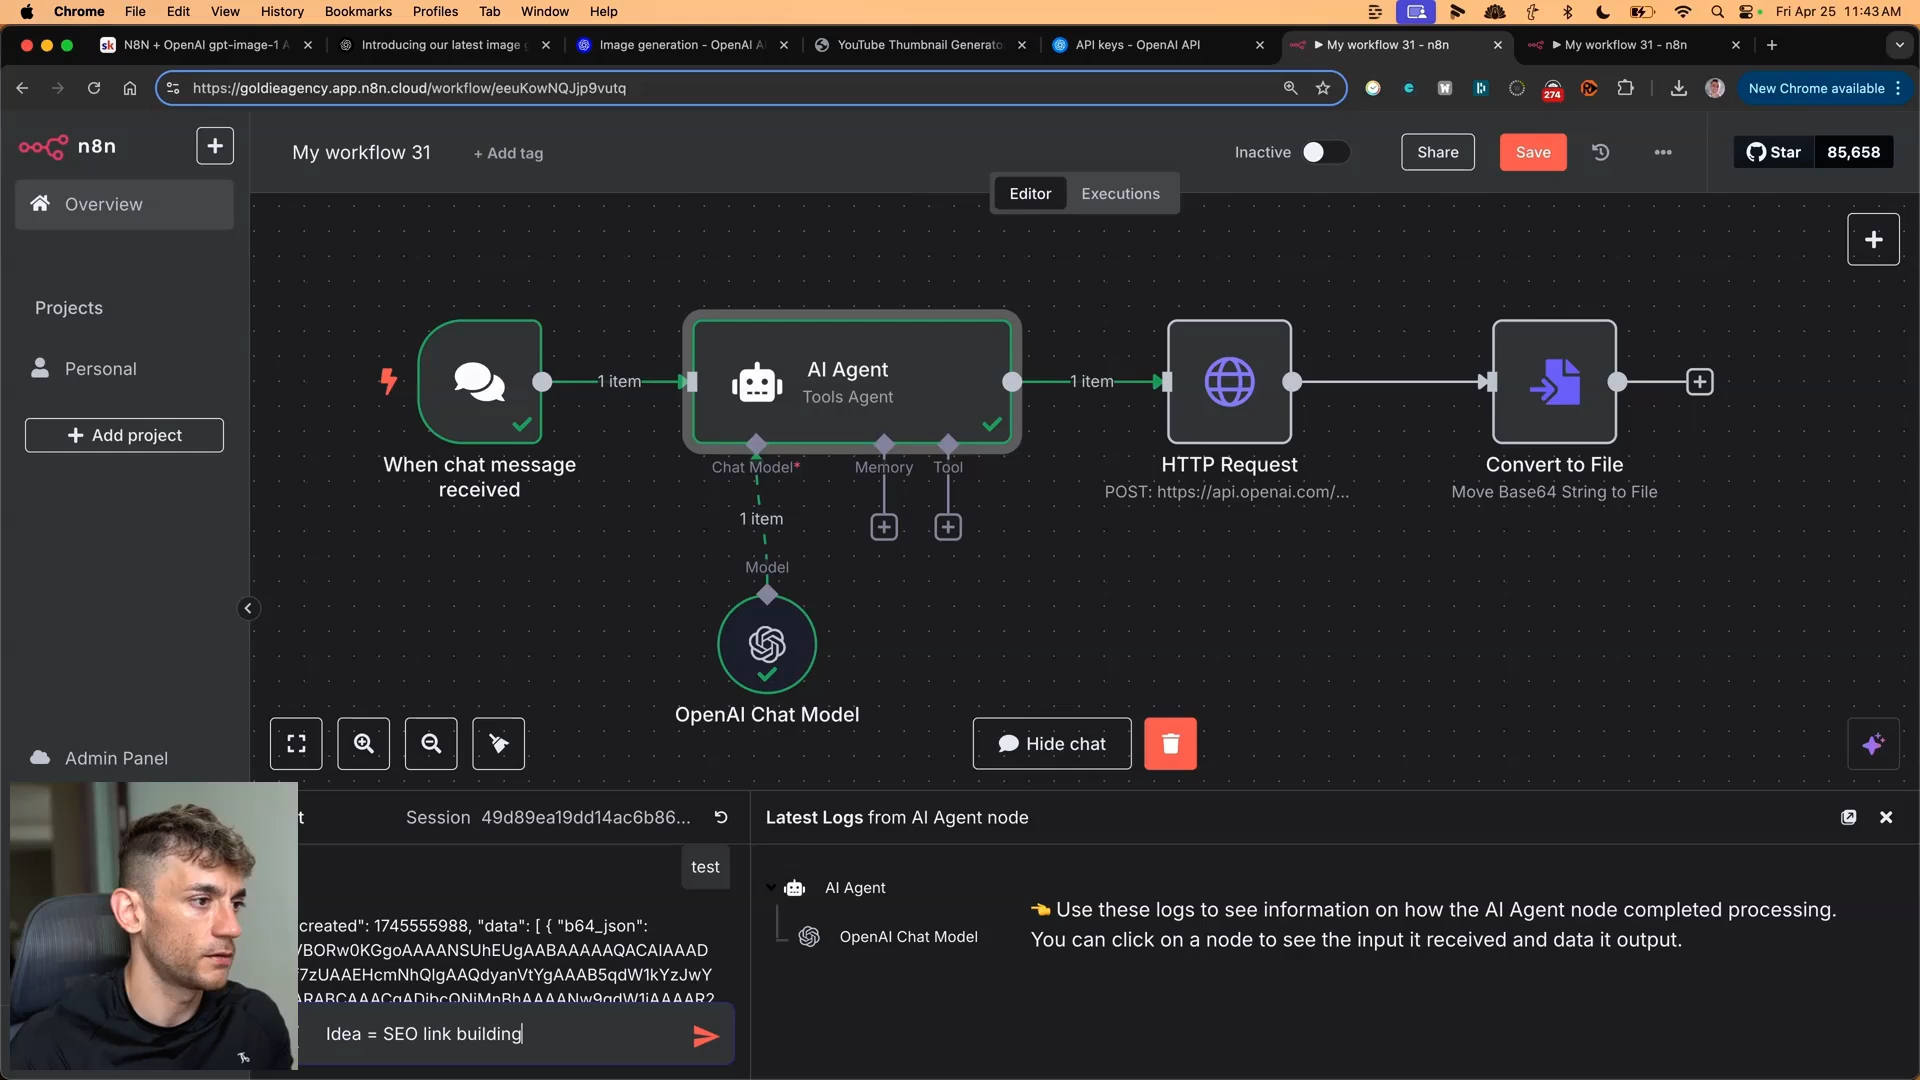 Chrome File Edit View History Bookmarks Profiles Tab Window Help
Fri Apr 25 11:43 AM
N8N + OpenAI gpt-image-1 A
Introducing our latest image g
Image generation - OpenAI A
YouTube Thumbnail Generato
API keys - OpenAI API
My workflow 31 - n8n
My workflow 31 - n8n
https://goldieagency.app.n8n.cloud/workflow/eeuKowNQJjp9vutq
274
New Chrome available
n8n
My workflow 31
+ Add tag
Inactive
Share
Save
Star
85,658
Editor
Executions
Overview
Projects
Personal
Add project
Admin Panel
1 item
AI Agent
Tools Agent
1 item
When chat message
received
Chat Model*
Memory
Tool
HTTP Request
POST: https://api.openai.com/...
Convert to File
Move Base64 String to File
1 item
Model
OpenAI Chat Model
Hide chat
t
Session 49d89ea19dd14ac6b86...
test
created": 1745555988, "data": [ { "b64_json":
Idea = SEO link building
Latest Logs from AI Agent node
AI Agent
OpenAI Chat Model
👈 Use these logs to see information on how the AI Agent node completed processing.
You can click on a node to see the input it received and data it output.